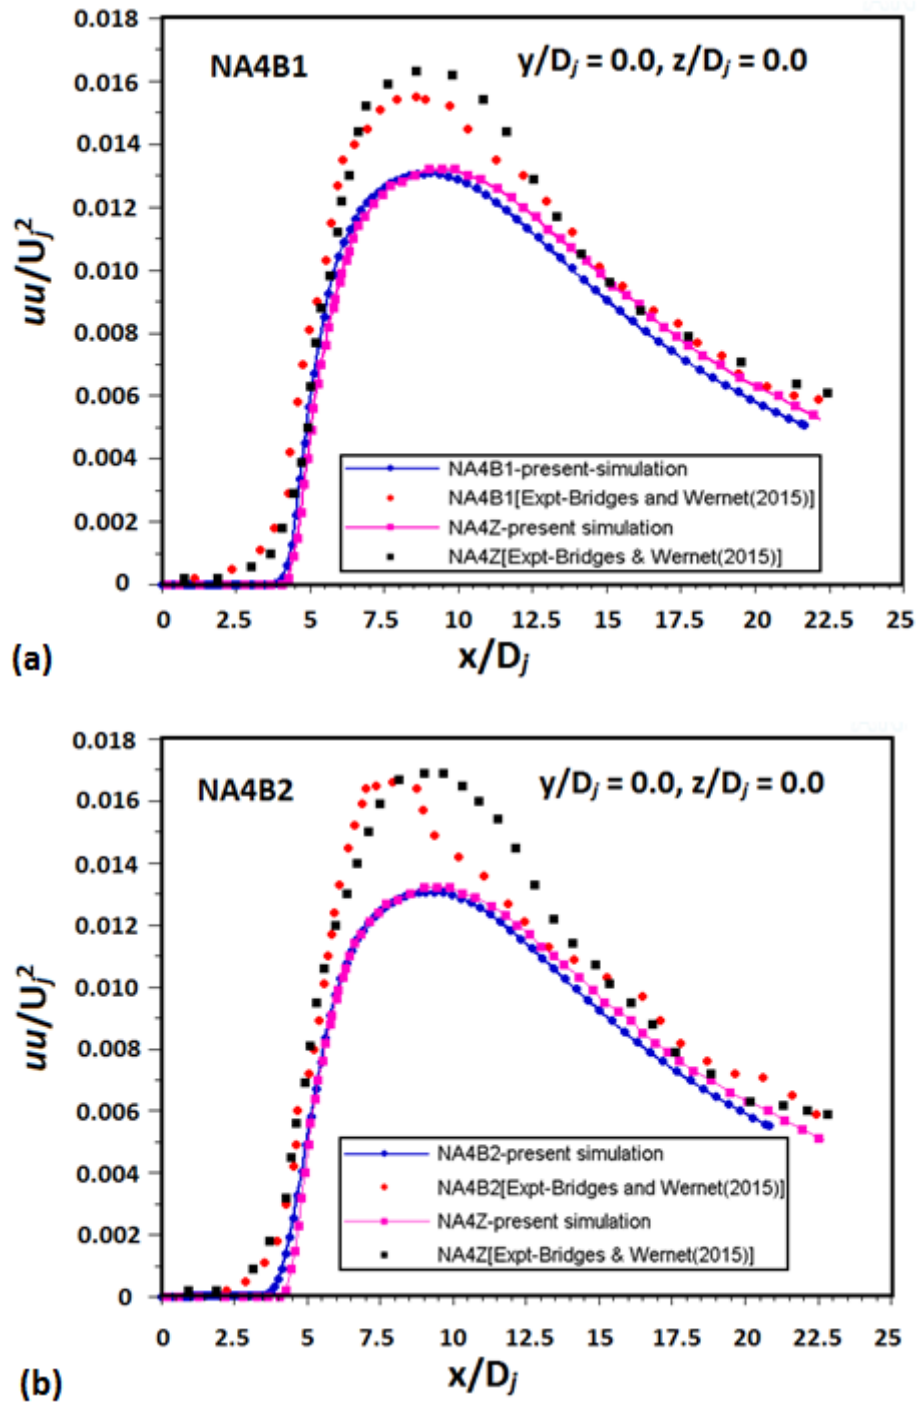 0.018
NA4B1
y/Dj = 0.0, z/Dj = 0.0
0.016
0.014
0.012
uu/Uj²
0.010
0.008
0.006
0.004
0.002
0
NA4B1-present-simulation
NA4B1[Expt-Bridges and Wernet(2015)]
NA4Z-present simulation
NA4Z[Expt-Bridges & Wernet(2015)]
0 2.5 5 7.5 10 12.5 15 17.5 20 22.5 25
(a)
x/Dj
0.018
NA4B2
y/Dj = 0.0, z/Dj = 0.0
0.016
0.014
0.012
uu/Uj²
0.010
0.008
0.006
0.004
0.002
0
NA4B2-present simulation
NA4B2[Expt-Bridges and Wernet(2015)]
NA4Z-present simulation
NA4Z[Expt-Bridges & Wernet(2015)]
0 2.5 5 7.5 10 12.5 15 17.5 20 22.5 25
(b)
x/Dj